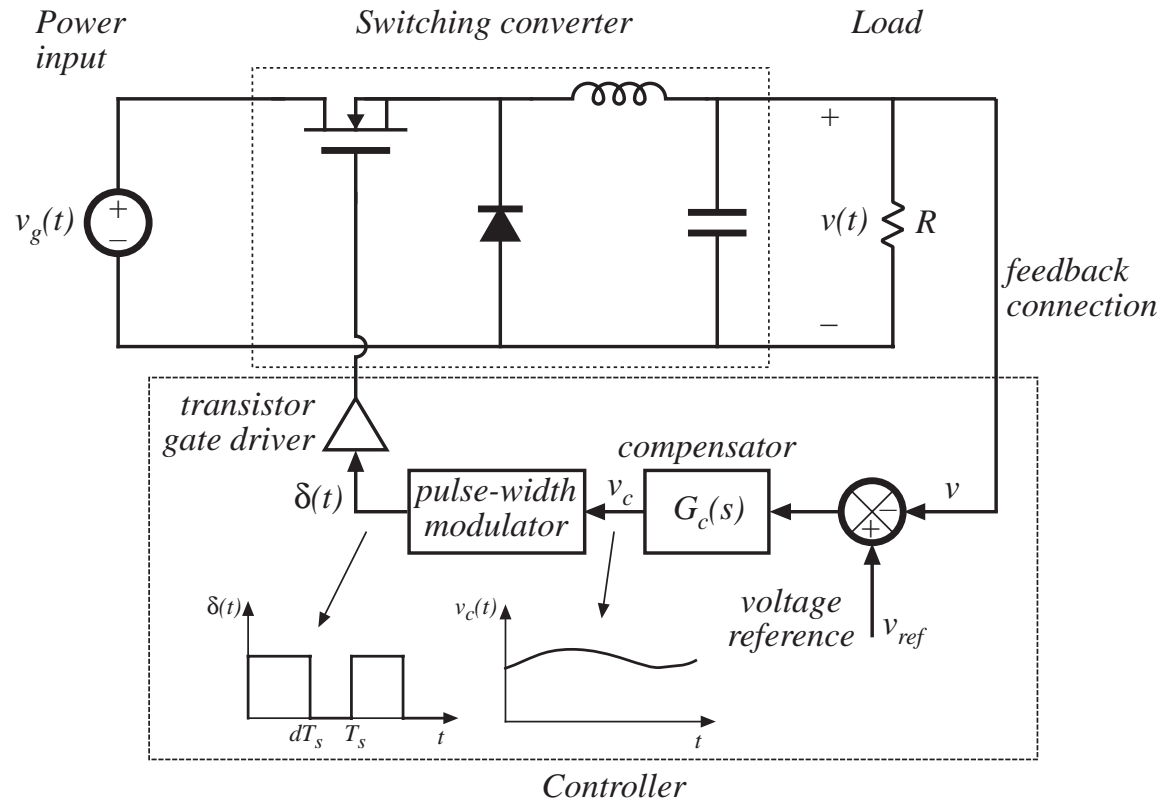 Power
input
Switching converter
Load
+
v_g(t)
+
–
v(t)
R
–
feedback
connection
transistor
gate driver
compensator
δ(t)
pulse-width
modulator
v_c
G_c(s)
–
+
v
voltage
reference
v_ref
δ(t)
dT_s
T_s
t
v_c(t)
t
Controller